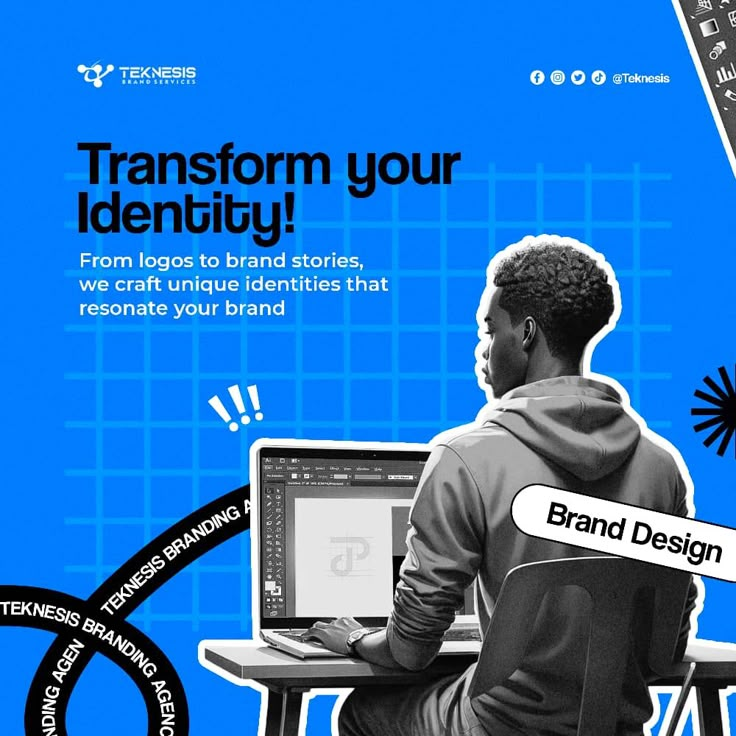 TEKNESIS
BRAND SERVICES
@Teknesis
Transform your
Identity!
From logos to brand stories,
we craft unique identities that
resonate your brand
Brand Design
TEKNESIS BRANDING A
TEKNESIS BRANDING AGENC
NDING AGEN